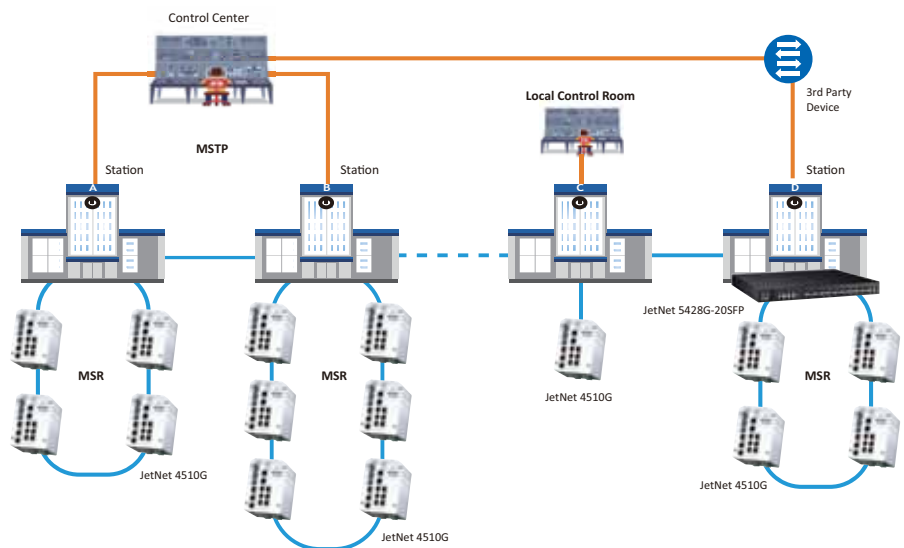 Control Center
3rd Party
Device
Local Control Room
MSTP
Station
Station
Station
A
B
C
D
JetNet 5428G-20SFP
MSR
MSR
MSR
JetNet 4510G
JetNet 4510G
JetNet 4510G
JetNet 4510G